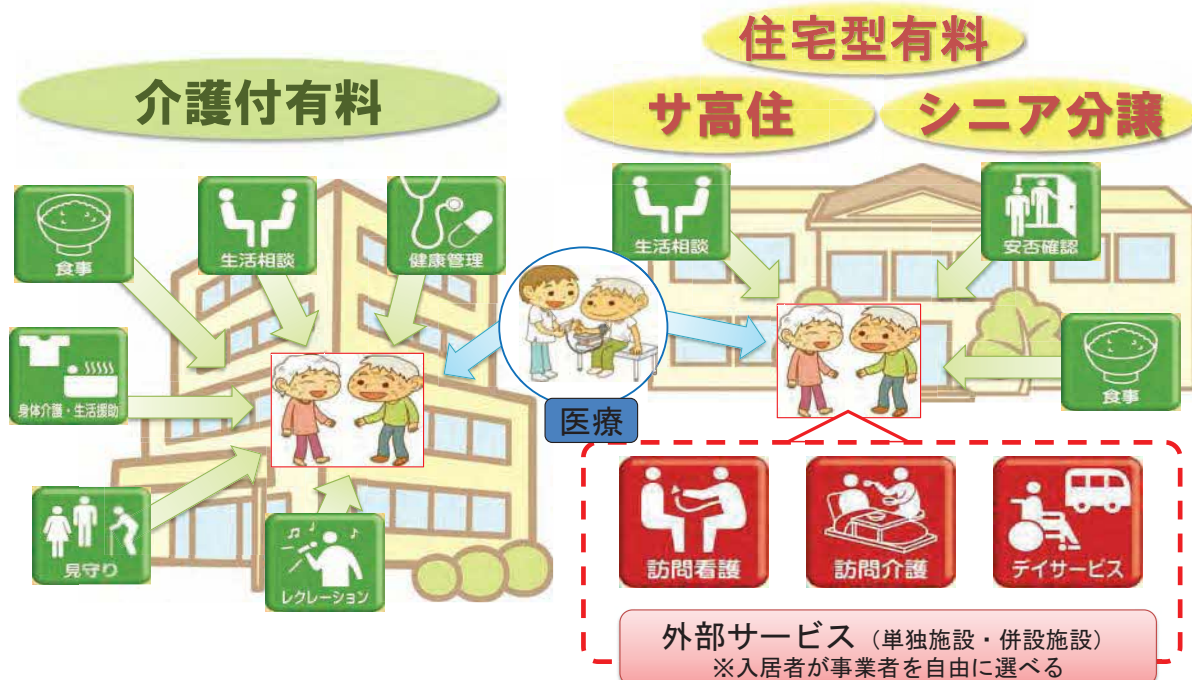 介護付有料
食事
生活相談
健康管理
身体介護・生活援助
見守り
レクレーション
医療
住宅型有料
サ高住
シニア分譲
生活相談
安否確認
食事
訪問看護
訪問介護
デイサービス
外部サービス（単独施設・併設施設）
※入居者が事業者を自由に選べる